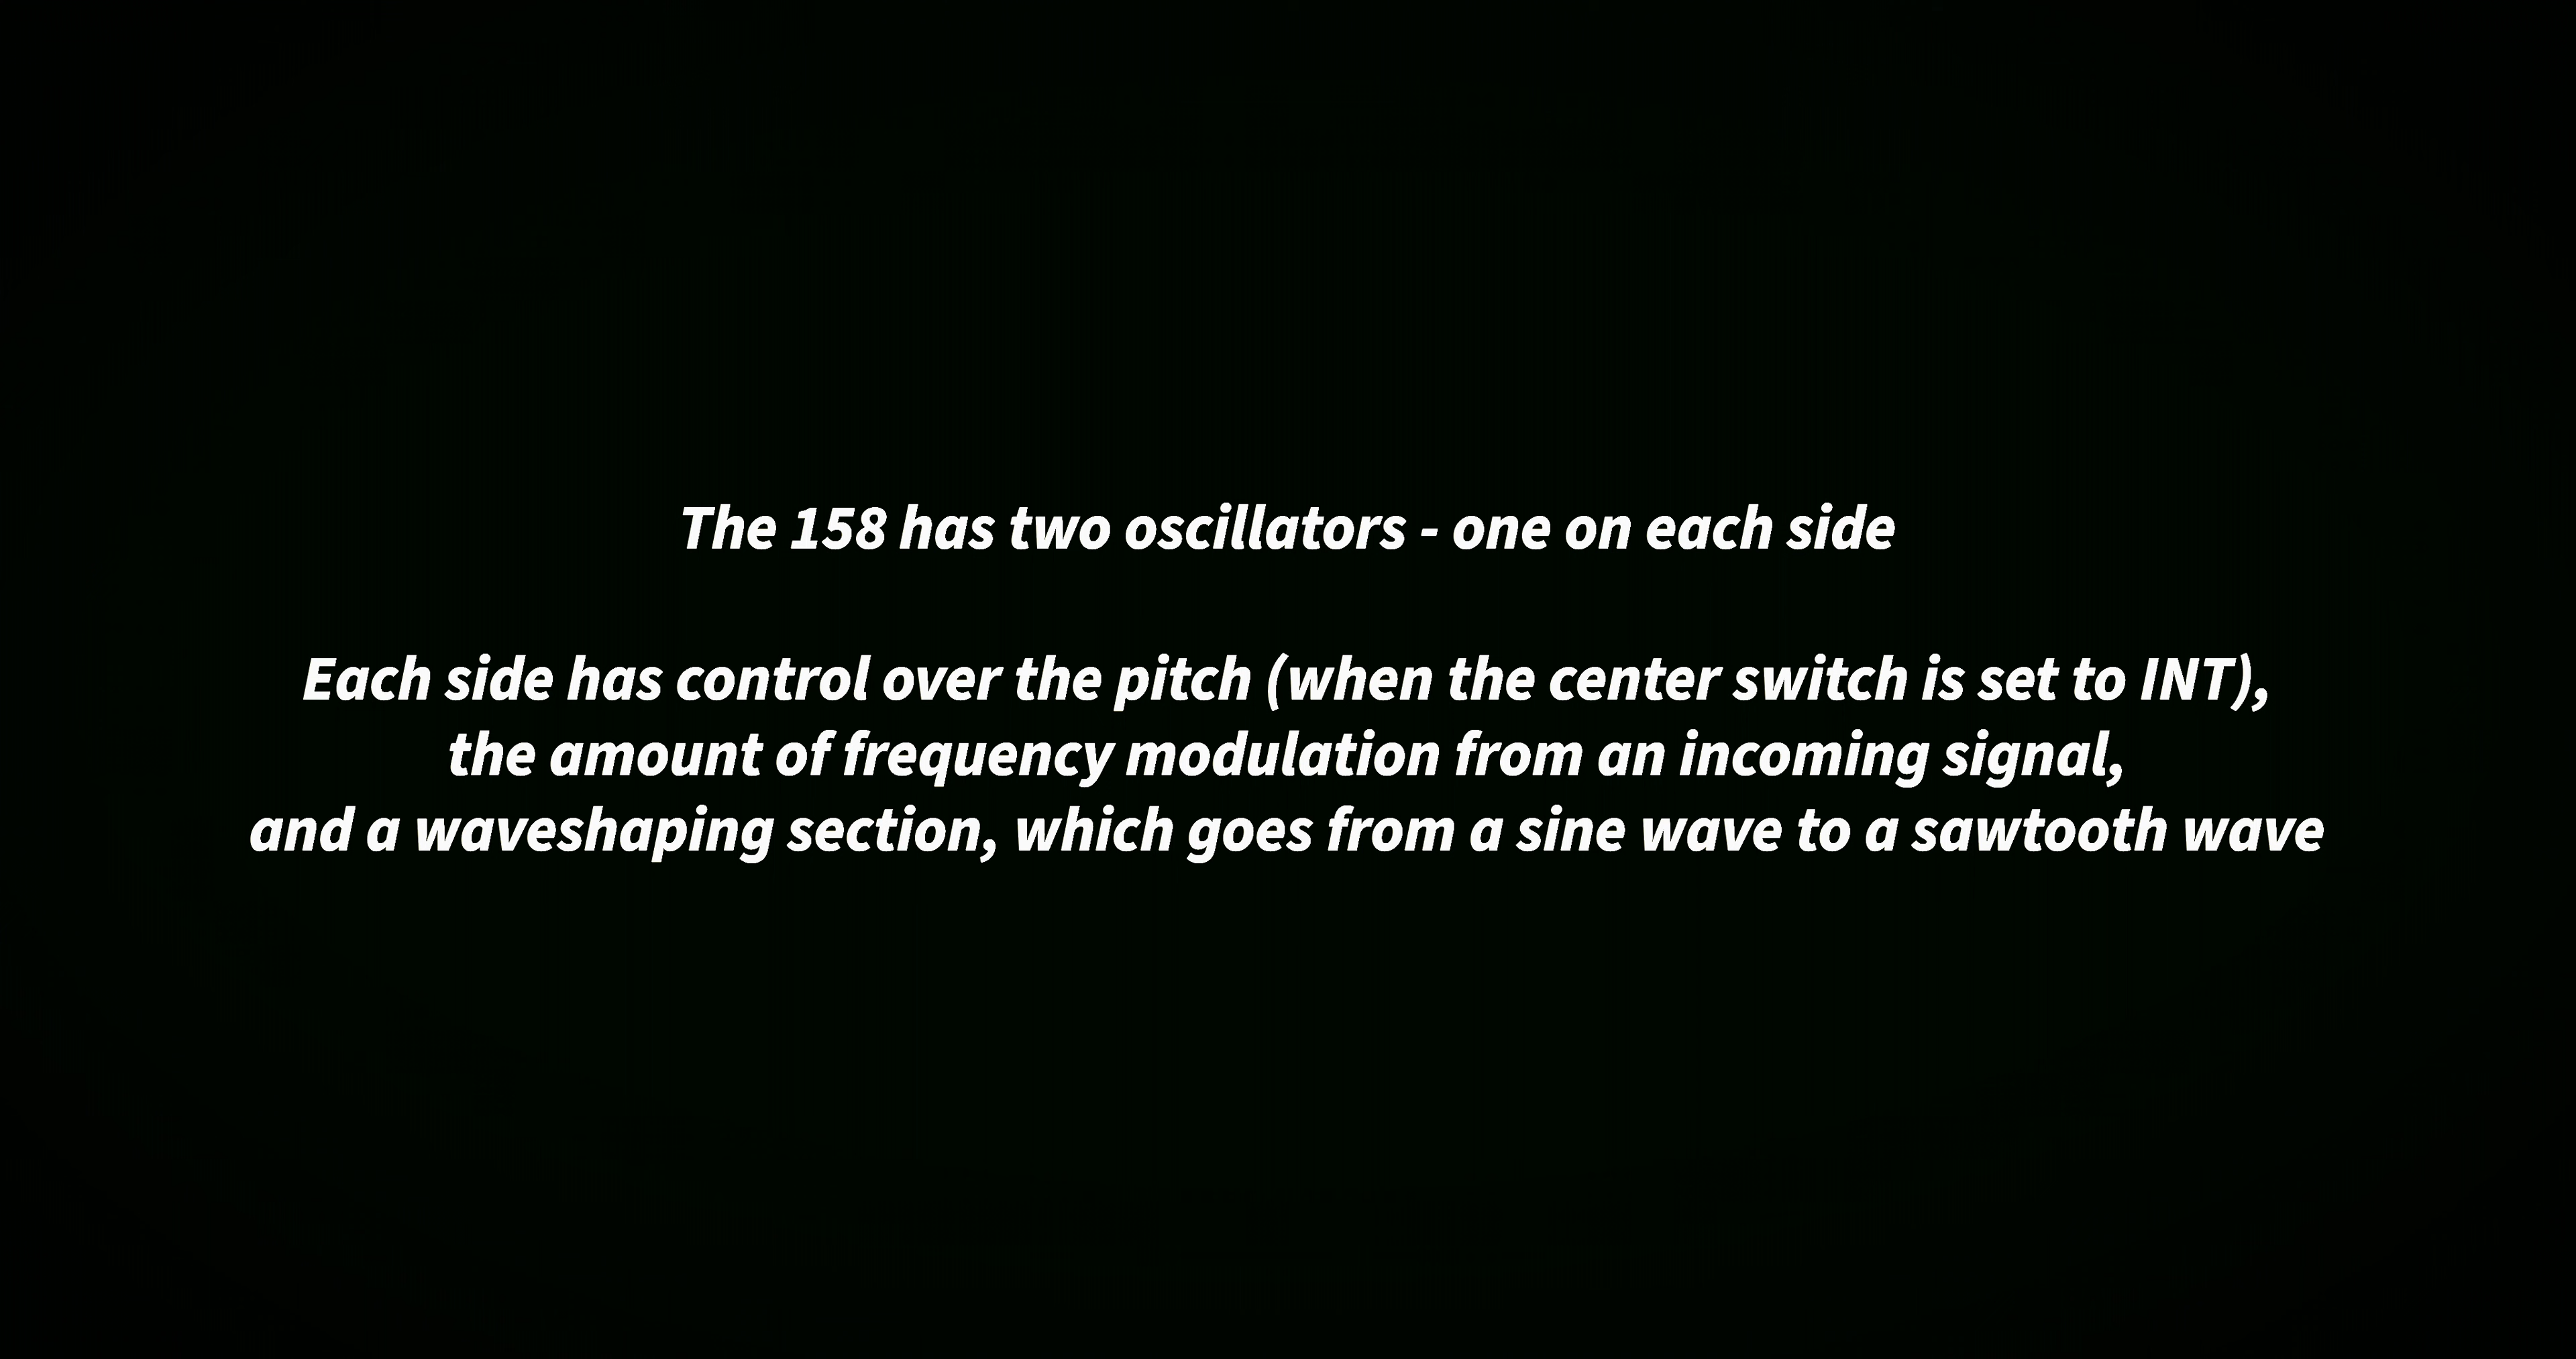 The 158 has two oscillators - one on each side
Each side has control over the pitch (when the center switch is set to INT),
the amount of frequency modulation from an incoming signal,
and a waveshaping section, which goes from a sine wave to a sawtooth wave